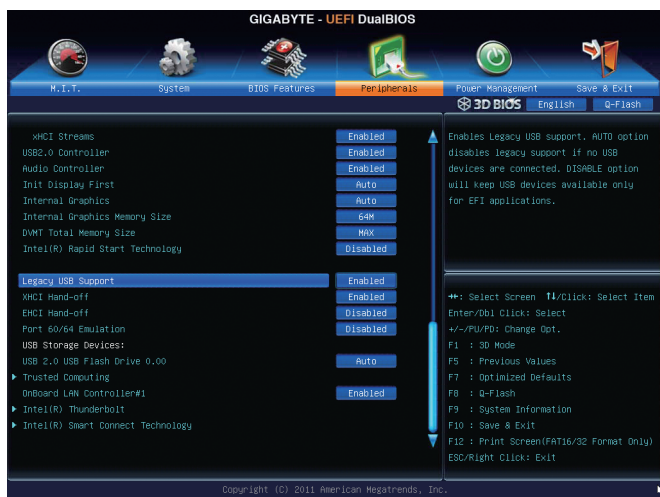 GIGABYTE - UEFI DualBIOS
M.I.T. System BIOS Features Peripherals Power Management Save & Exit
3D BIOS English Q-Flash
xHCI Streams Enabled
USB2.0 Controller Enabled
Audio Controller Enabled
Init Display First Auto
Internal Graphics Auto
Internal Graphics Memory Size 64M
DVMT Total Memory Size MAX
Intel(R) Rapid Start Technology Disabled
Legacy USB Support Enabled
XHCI Hand-off Enabled
EHCI Hand-off Disabled
Port 60/64 Emulation Disabled
USB Storage Devices:
USB 2.0 USB Flash Drive 0.00 Auto
Trusted Computing
OnBoard LAN Controller#1 Enabled
Intel(R) Thunderbolt
Intel(R) Smart Connect Technology
Enables Legacy USB support. AUTO option
disables legacy support if no USB
devices are connected. DISABLE option
will keep USB devices available only
for EFI applications.
→←: Select Screen ↑↓/Click: Select Item
Enter/Dbl Click: Select
+/-/PU/PD: Change Opt.
F1 : 3D Mode
F5 : Previous Values
F7 : Optimized Defaults
F8 : Q-Flash
F9 : System Information
F10 : Save & Exit
F12 : Print Screen(FAT16/32 Format Only)
ESC/Right Click: Exit
Copyright (C) 2011 American Megatrends, Inc.